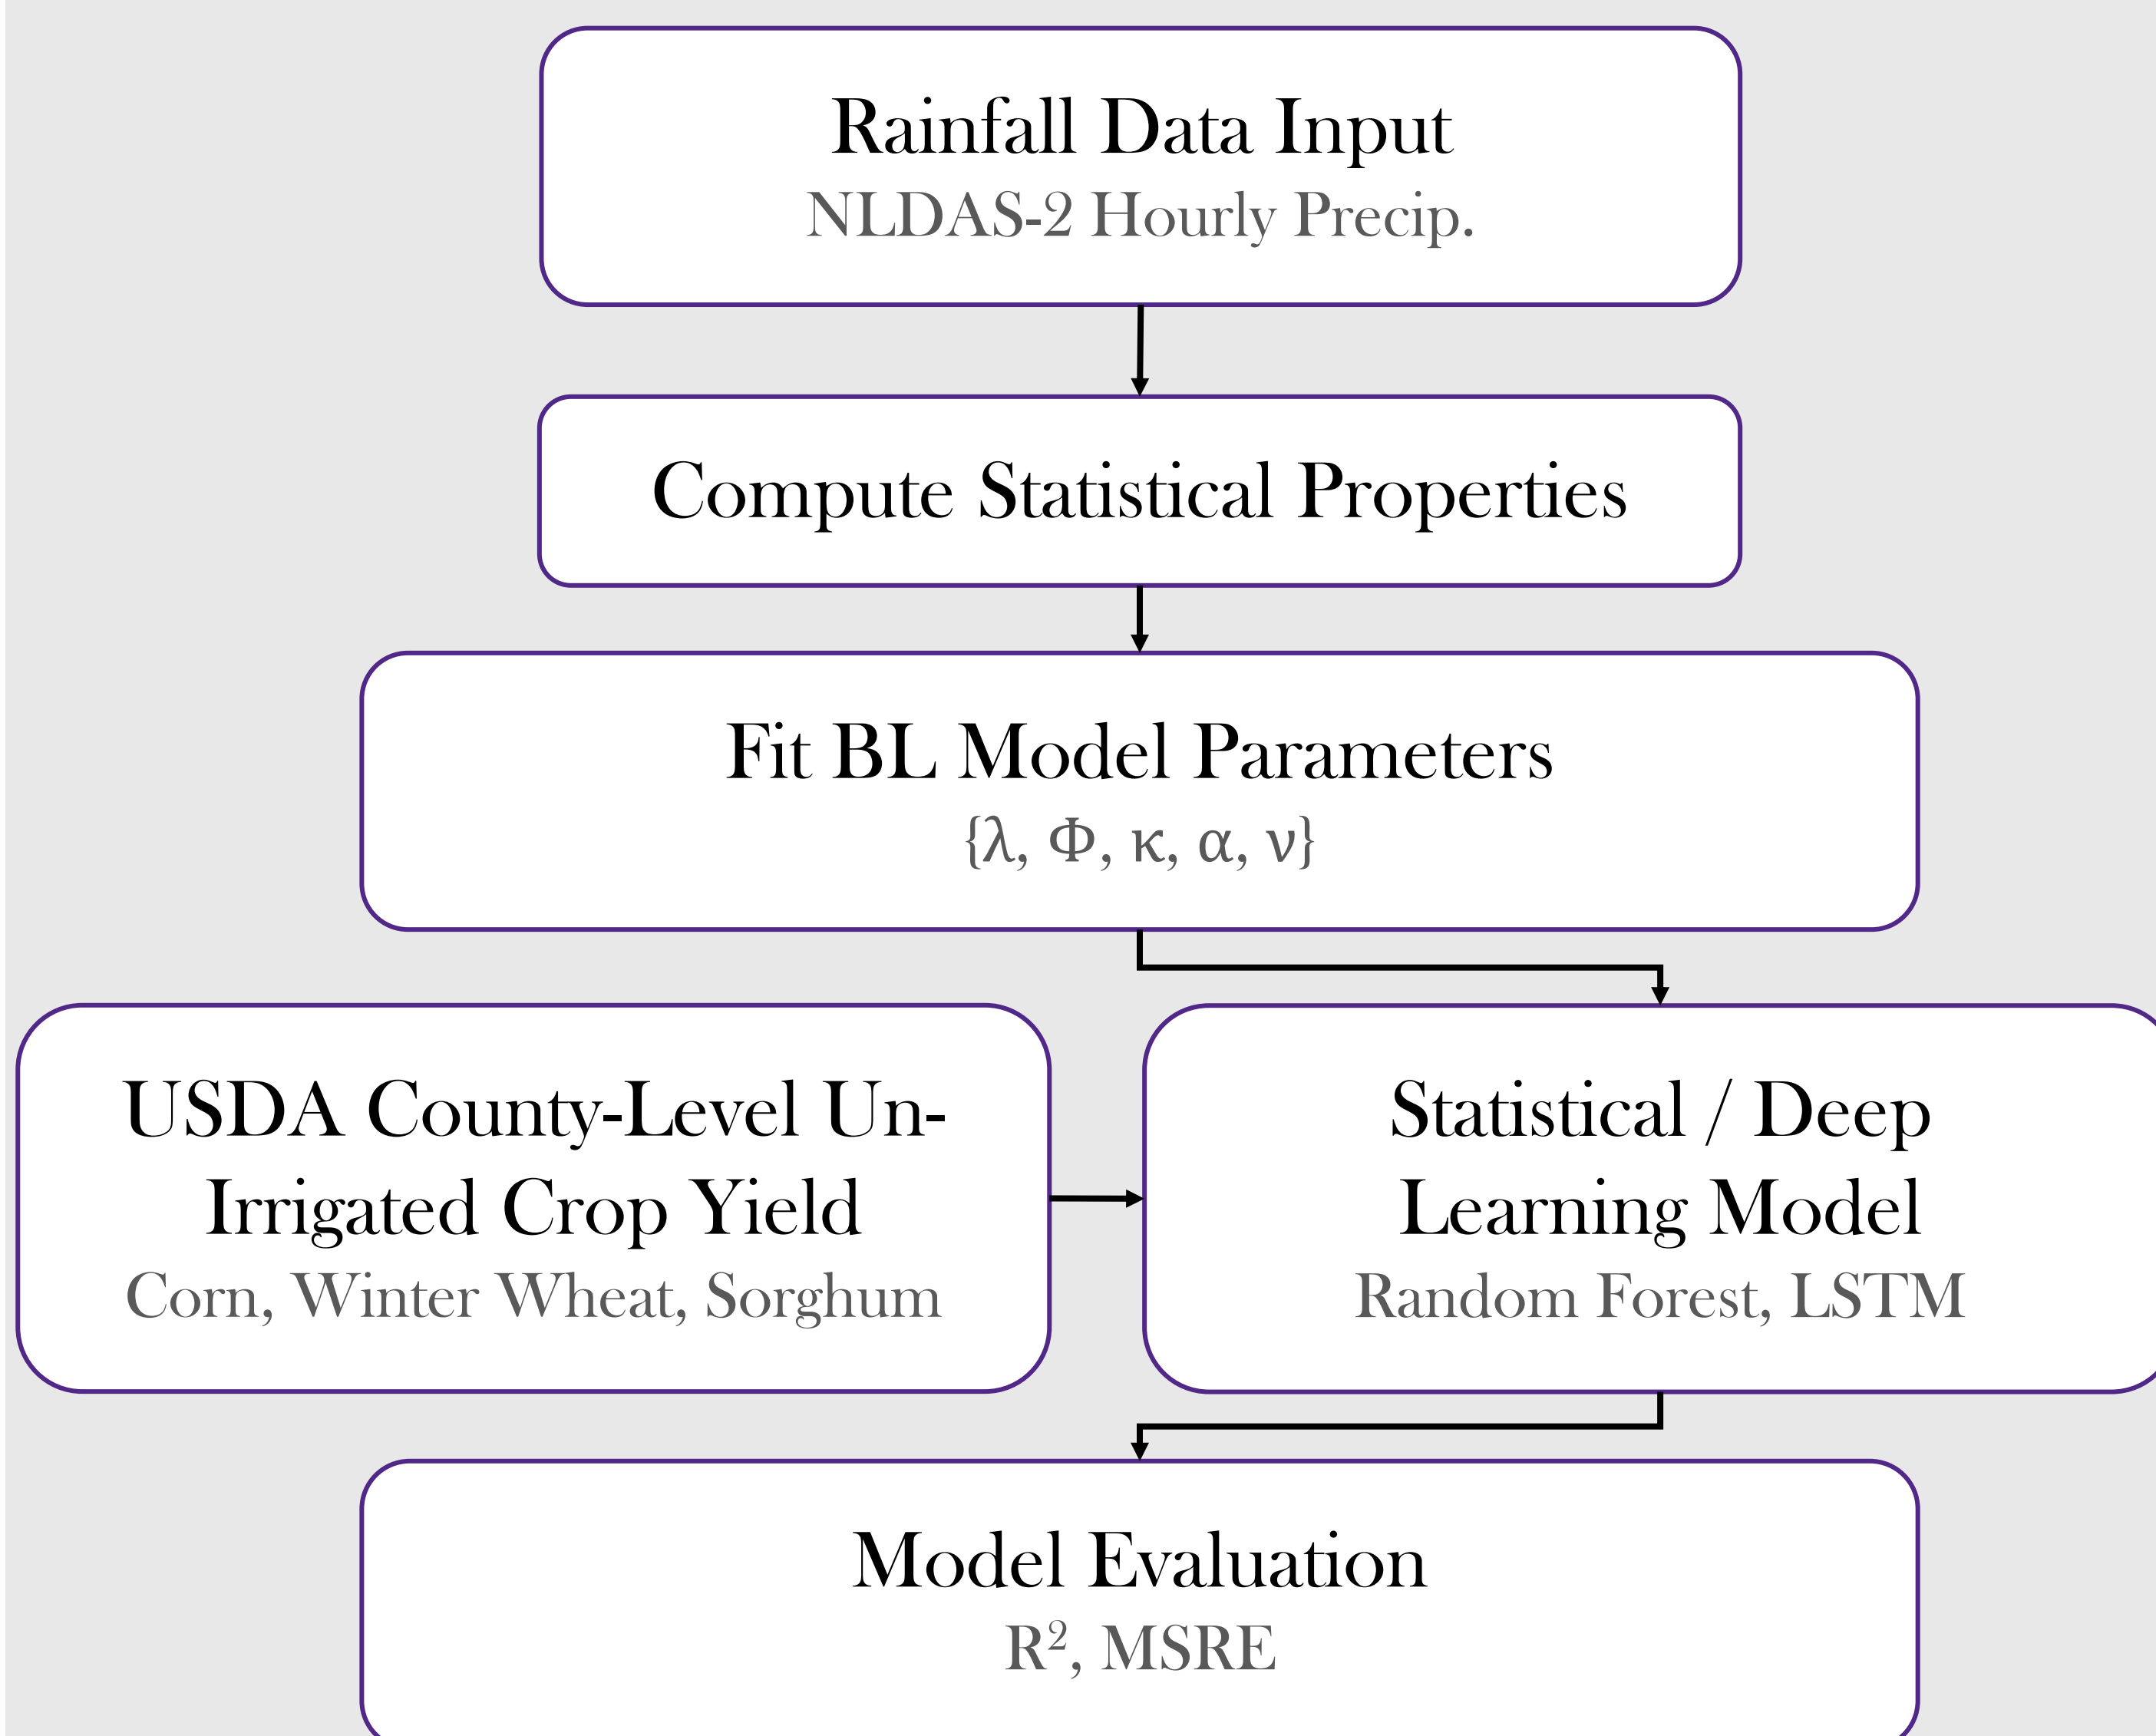 Rainfall Data Input
NLDAS-2 Hourly Precip.
Compute Statistical Properties
Fit BL Model Parameters
{λ, Φ, κ, α, ν}
USDA County-Level Un-
Irrigated Crop Yield
Corn, Winter Wheat, Sorghum
Statistical / Deep
Learning Model
Random Forest, LSTM
Model Evaluation
R², MSRE